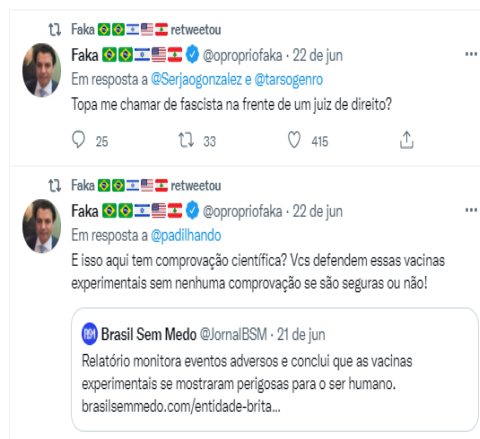 Faka 🇧🇷🇧🇷🇮🇱🇺🇸🇱🇧 retweetou
Faka 🇧🇷🇧🇷🇮🇱🇺🇸🇱🇧 @opropriofaka · 22 de jun
Em resposta a @Serjaogonzalez e @tarsogenro
Topa me chamar de fascista na frente de um juiz de direito?
25 33 415
Faka 🇧🇷🇧🇷🇮🇱🇺🇸🇱🇧 retweetou
Faka 🇧🇷🇧🇷🇮🇱🇺🇸🇱🇧 @opropriofaka · 22 de jun
Em resposta a @padilhando
E isso aqui tem comprovação científica? Vcs defendem essas vacinas
experimentais sem nenhuma comprovação se são seguras ou não!
Brasil Sem Medo @JornalBSM · 21 de jun
Relatório monitora eventos adversos e conclui que as vacinas
experimentais se mostraram perigosas para o ser humano.
brasilsemmedo.com/entidade-brita...